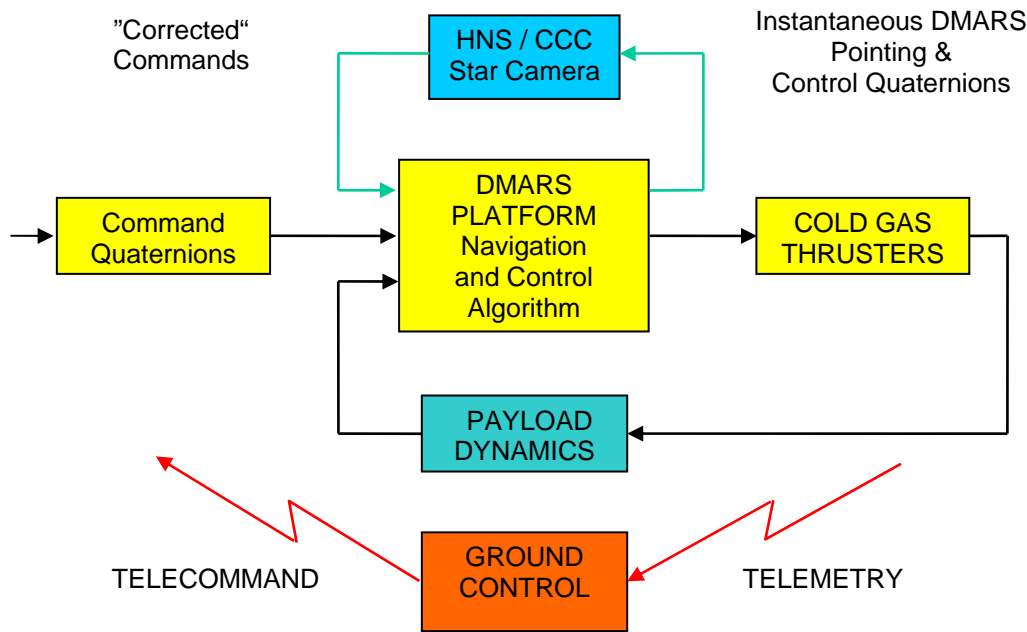 ”Corrected“
Commands
HNS / CCC
Star Camera
Instantaneous DMARS
Pointing &
Control Quaternions
Command
Quaternions
DMARS
PLATFORM
Navigation
and Control
Algorithm
COLD GAS
THRUSTERS
PAYLOAD
DYNAMICS
TELECOMMAND
GROUND
CONTROL
TELEMETRY